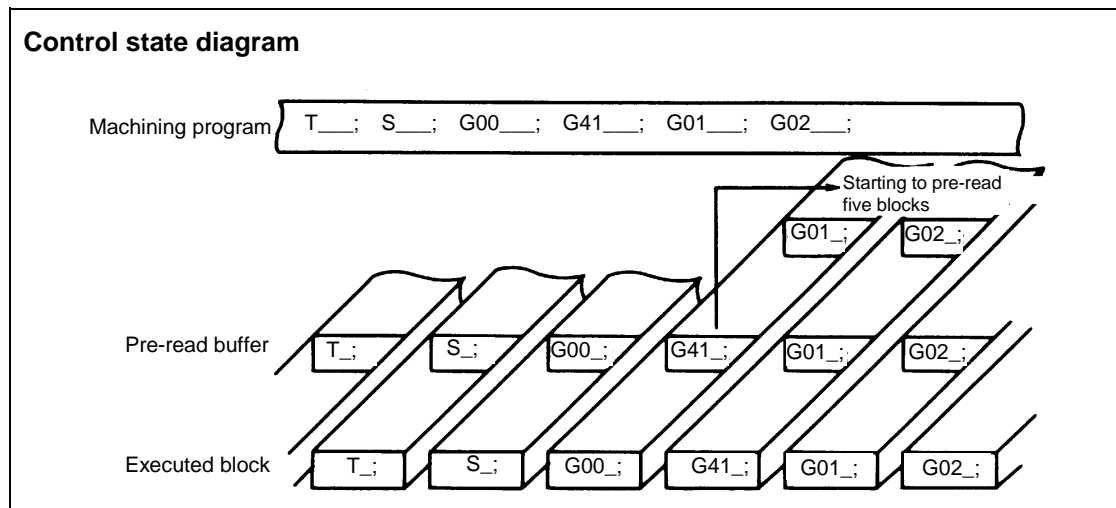 Control state diagram
Machining program T___; S___; G00___; G41___; G01___; G02___;
Starting to pre-read
five blocks
G01_; G02_;
Pre-read buffer T_; S_; G00_; G41_; G01_; G02_;
Executed block T_; S_; G00_; G41_; G01_; G02_;